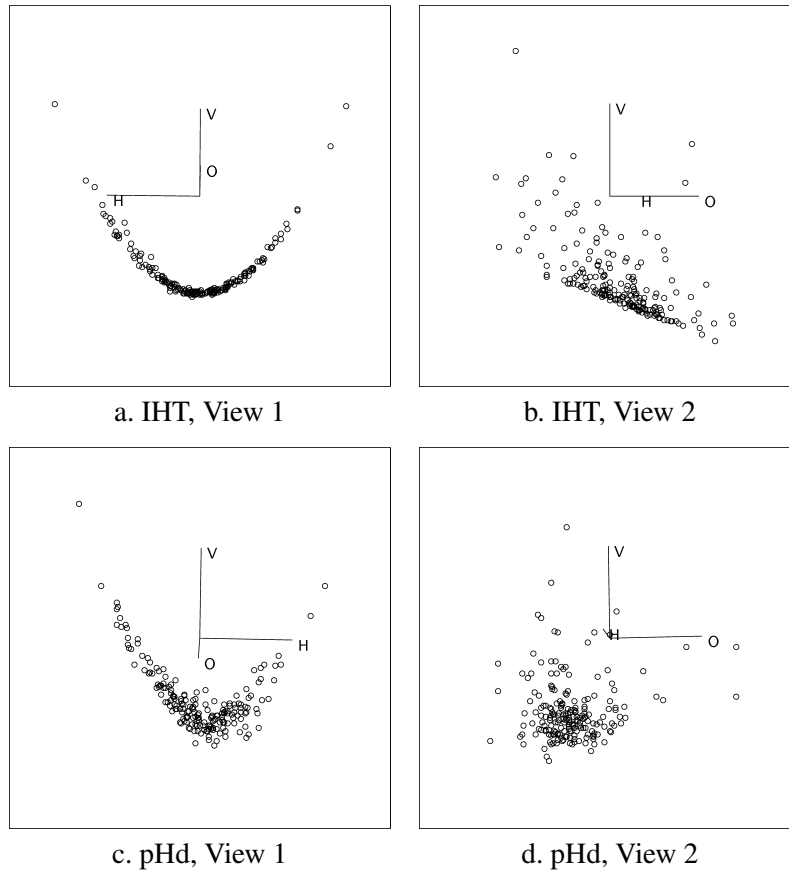 V
O
H
V
H O
a. IHT, View 1
b. IHT, View 2
V
H
O
V
H O
c. pHd, View 1
d. pHd, View 2